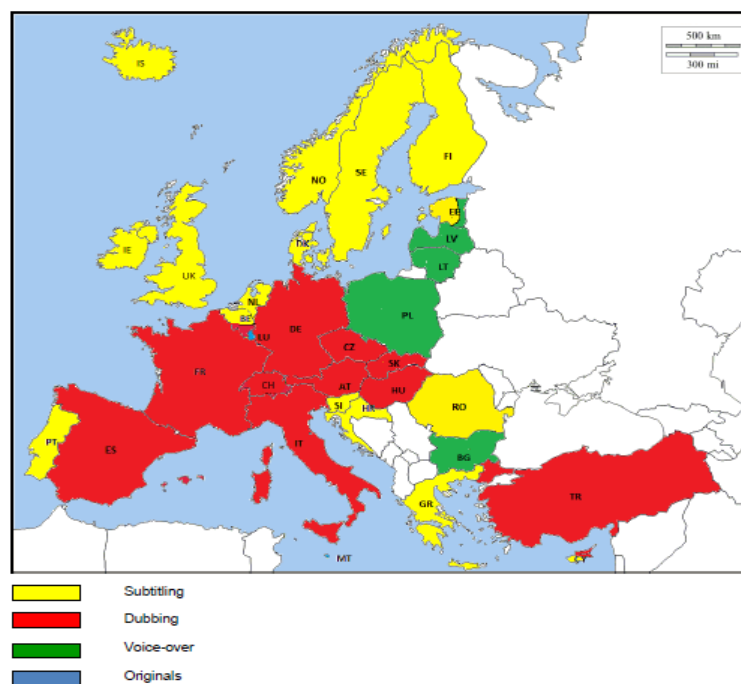 500 km
300 mi
IS
FI
NO
SE
EE
LV
DK
LT
IE
UK
NL
BE
PL
DE
LU
CZ
FR
SK
CH
AT
HU
SI
HR
RO
PT
ES
IT
BG
GR
TR
MT
CY
Subtitling
Dubbing
Voice-over
Originals